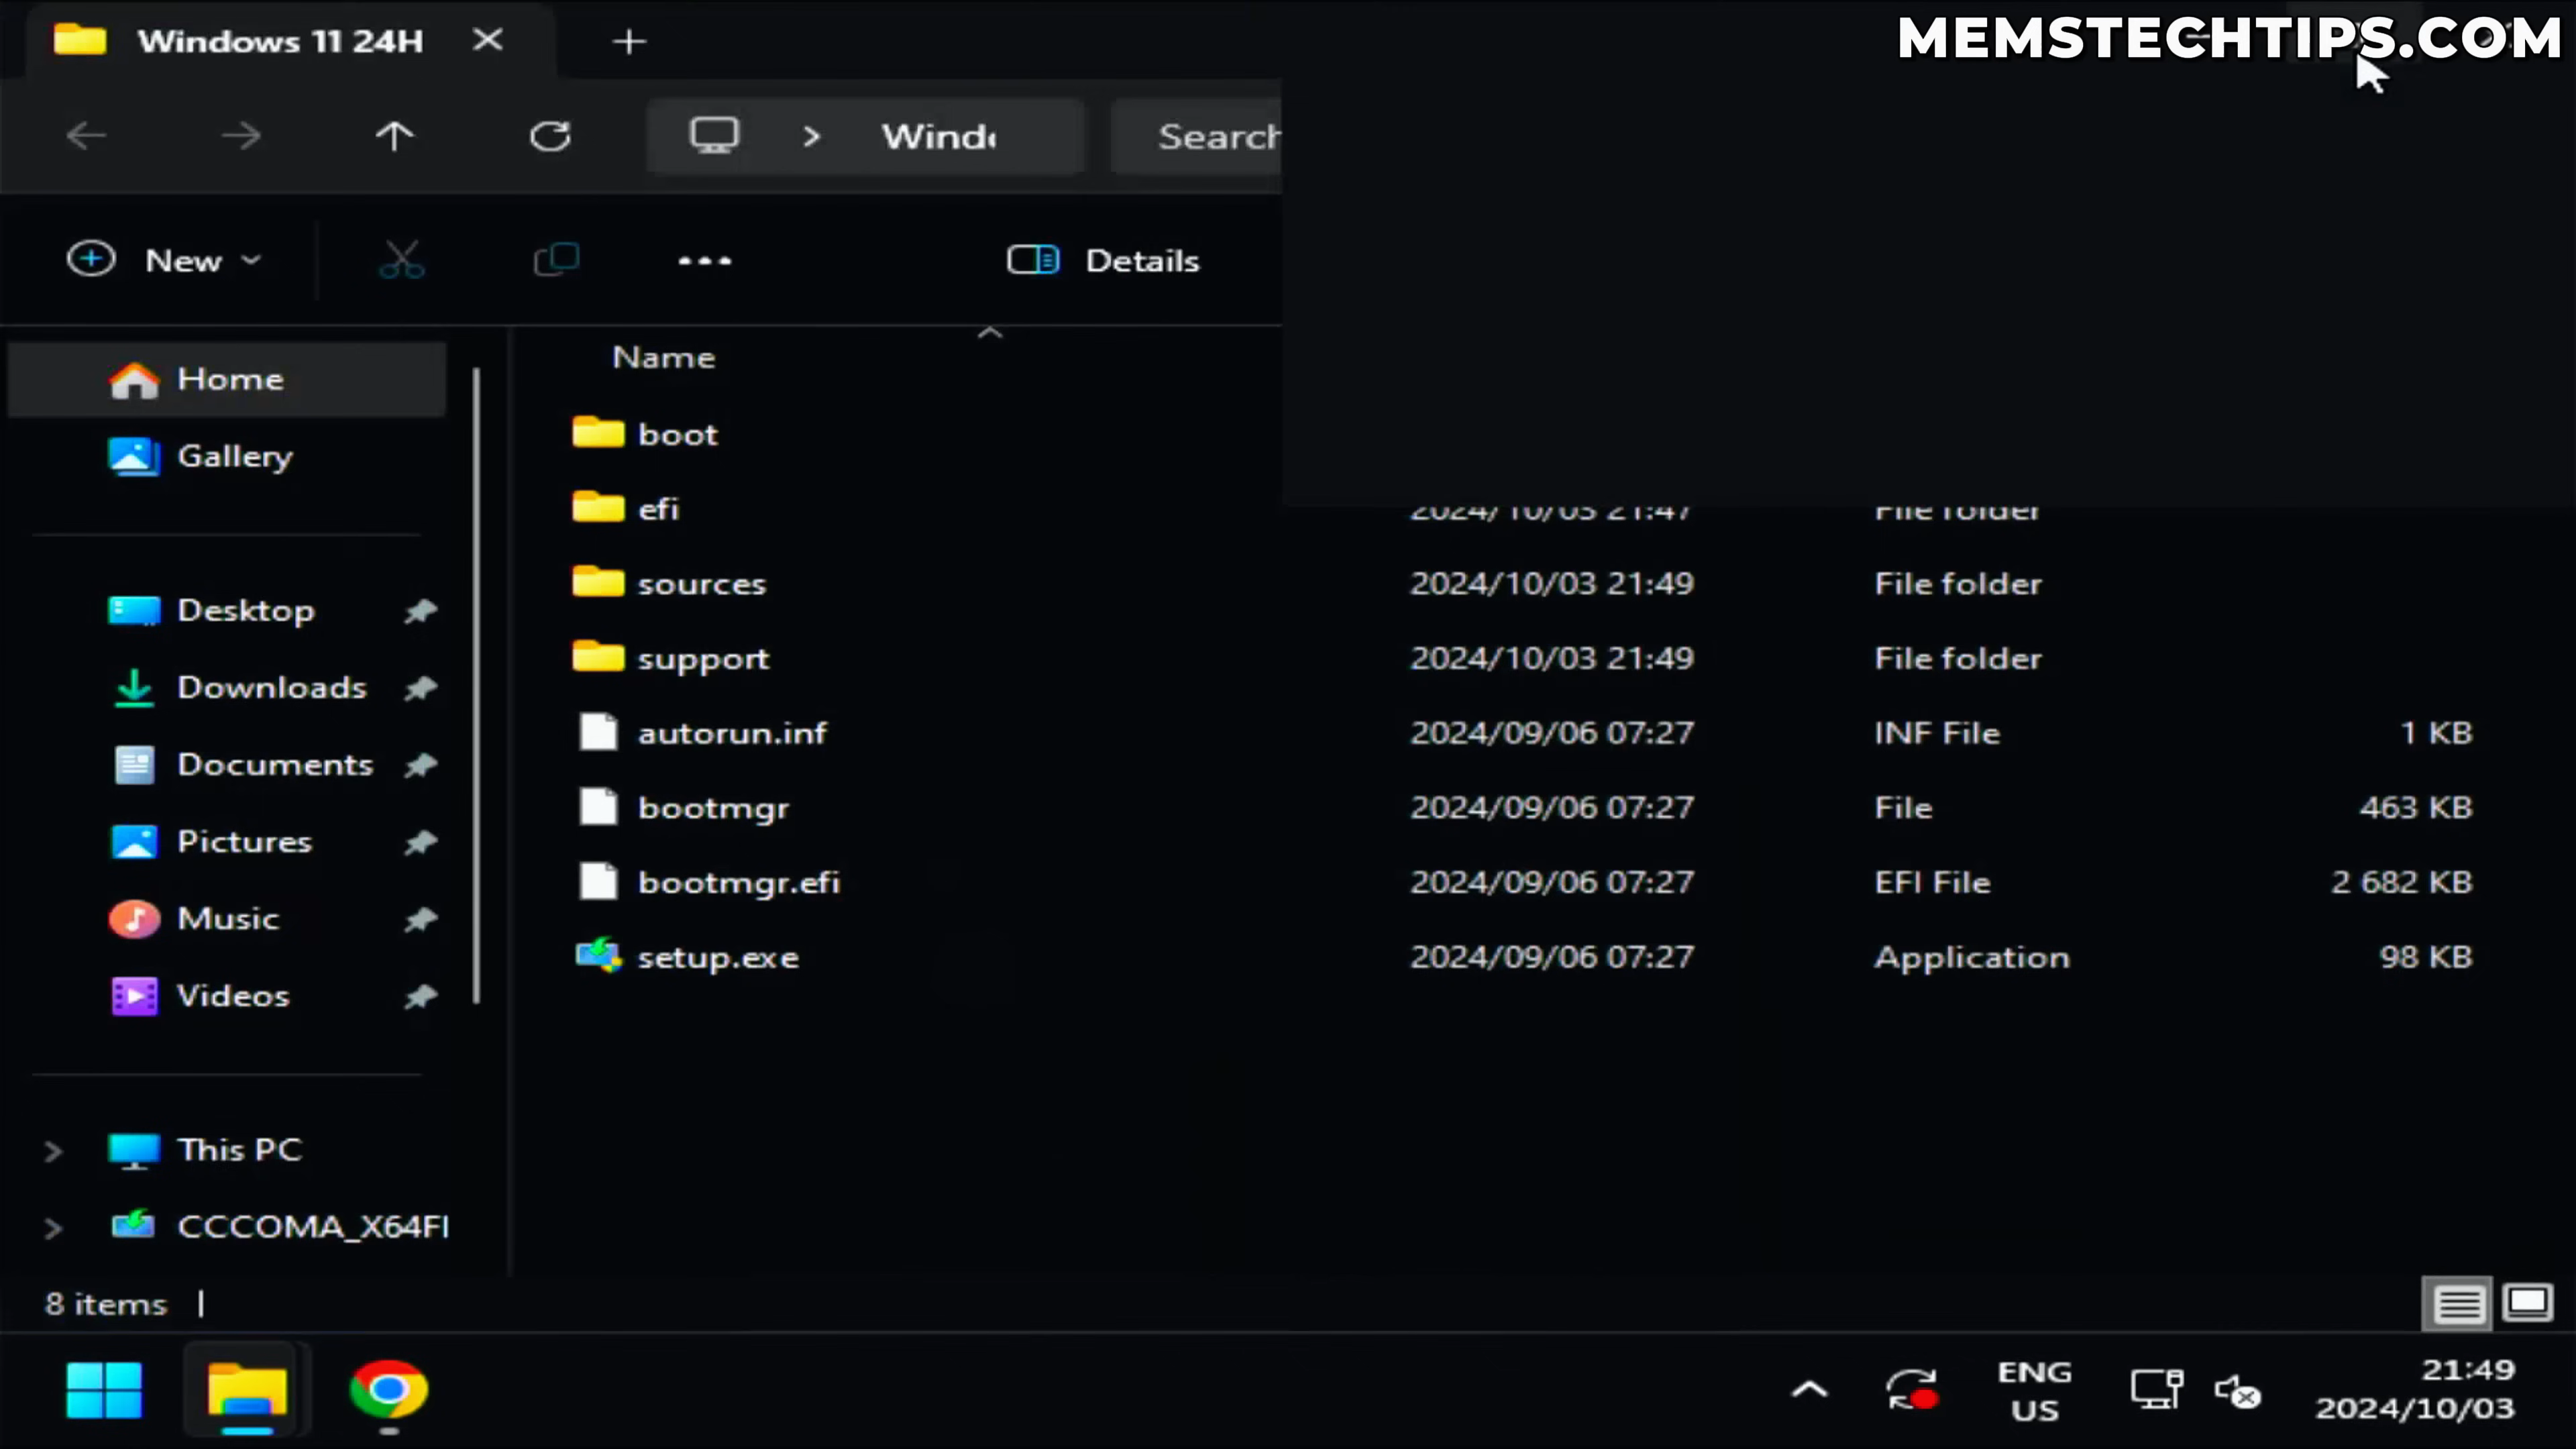 Windows 11 24H
MEMSTECHTIPS.COM
Search
New
Details
Name
Home
Gallery
Desktop
Downloads
Documents
Pictures
Music
Videos
This PC
CCCOMA_X64FI
boot
efi 2024/10/03 21:47 File folder
sources 2024/10/03 21:49 File folder
support 2024/10/03 21:49 File folder
autorun.inf 2024/09/06 07:27 INF File 1 KB
bootmgr 2024/09/06 07:27 File 463 KB
bootmgr.efi 2024/09/06 07:27 EFI File 2 682 KB
setup.exe 2024/09/06 07:27 Application 98 KB
8 items
ENG
US
21:49
2024/10/03